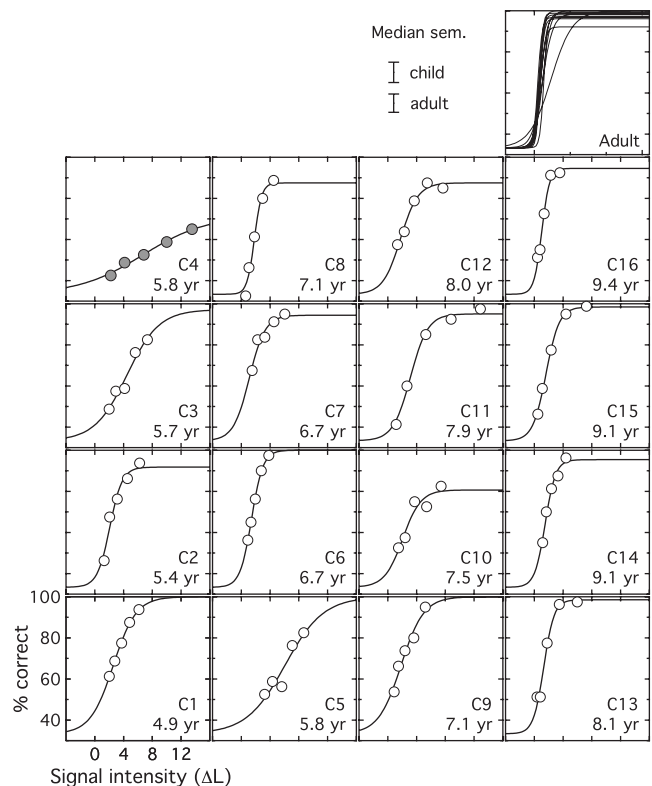 Median sem.
child
adult
Adult
C4
5.8 yr
C8
7.1 yr
C12
8.0 yr
C16
9.4 yr
C3
5.7 yr
C7
6.7 yr
C11
7.9 yr
C15
9.1 yr
C2
5.4 yr
C6
6.7 yr
C10
7.5 yr
C14
9.1 yr
100
80
60
40
% correct
C1
4.9 yr
C5
5.8 yr
C9
7.1 yr
C13
8.1 yr
0 4 8 12
Signal intensity (ΔL)